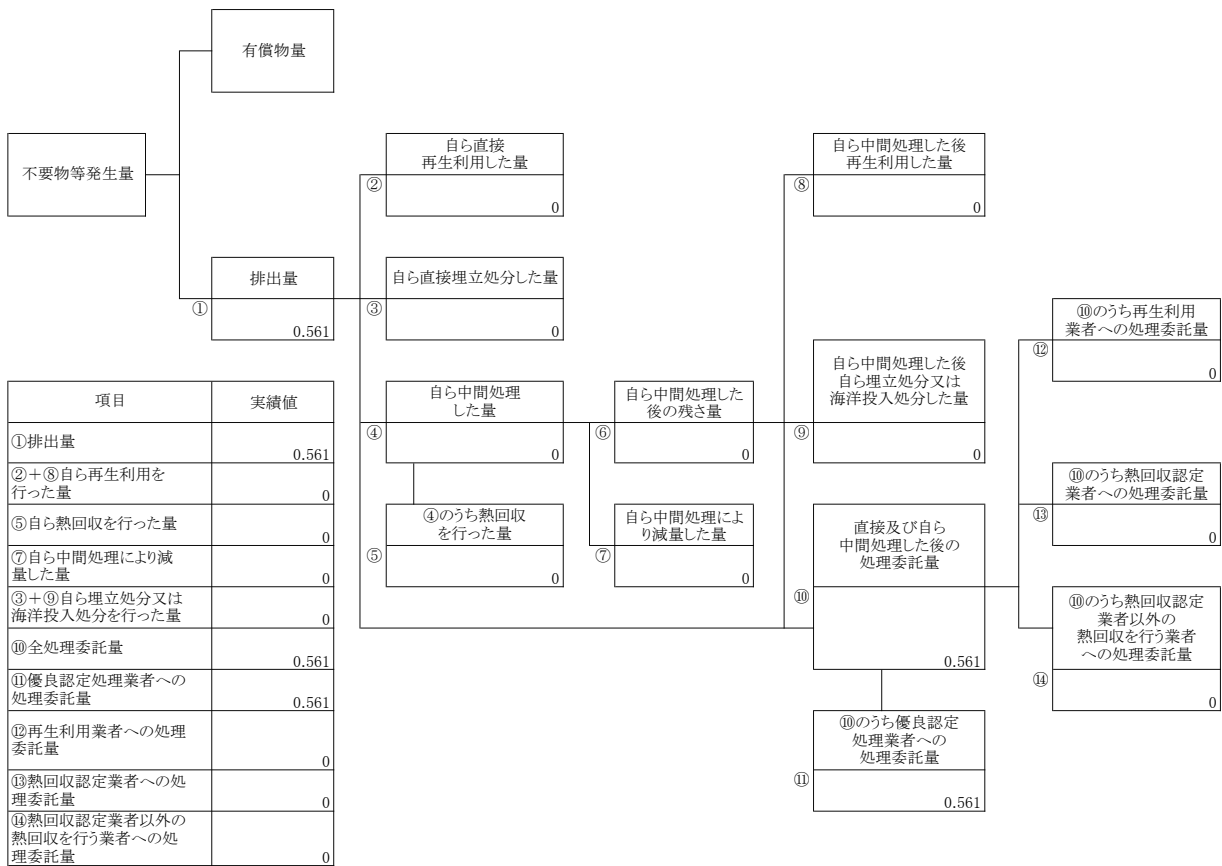 有償物量
不要物等発生量
自ら直接
再生利用した量
②
0
自ら中間処理した後
再生利用した量
⑧
0
排出量
①
0.561
自ら直接埋立処分した量
③
0
⑩のうち再生利用
業者への処理委託量
⑫
0
自ら中間処理
した量
④
0
自ら中間処理した
後の残さ量
⑥
0
自ら中間処理した後
自ら埋立処分又は
海洋投入処分した量
⑨
0
⑩のうち熱回収認定
業者への処理委託量
⑬
0
④のうち熱回収
を行った量
⑤
0
自ら中間処理によ
り減量した量
⑦
0
直接及び自ら
中間処理した後の
処理委託量
⑩
0.561
⑩のうち熱回収認定
業者以外の
熱回収を行う業者
への処理委託量
⑭
0
⑩のうち優良認定
処理業者への
処理委託量
⑪
0.561
項目 実績値
①排出量 0.561
②＋⑧自ら再生利用を
行った量 0
⑤自ら熱回収を行った量 0
⑦自ら中間処理により減
量した量 0
③＋⑨自ら埋立処分又は
海洋投入処分を行った量 0
⑩全処理委託量 0.561
⑪優良認定処理業者への
処理委託量 0.561
⑫再生利用業者への処理
委託量 0
⑬熱回収認定業者への処
理委託量 0
⑭熱回収認定業者以外の
熱回収を行う業者への処
理委託量 0